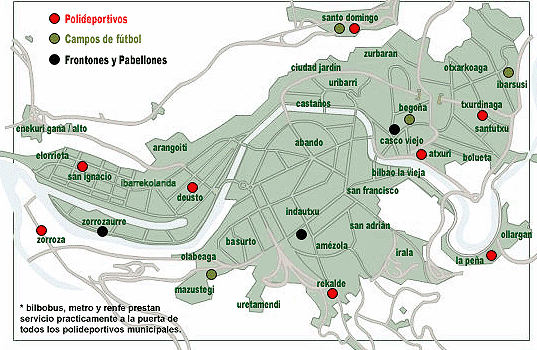 Polideportivos
Campos de fútbol
Frontones y Pabellones
santo domingo
zurbaran
otxarkoaga
ciudad jardín
uribarri
ibarsusi
castaños
begoña
txurdinaga
enekuri gana / alto
santutxu
arangoiti
abando
casco viejo
elorrieta
atxuri
bolueta
san ignacio
ibarrekolanda
bilbao la vieja
deusto
san francisco
indautxu
zorrozaurre
san adrián
ollargan
zorroza
basurto
amézola
olabeaga
irala
la peña
rekalde
mazustegi
uretamendi
* bilbobus, metro y renfe prestan
servicio practicamente a la puerta de
todos los polideportivos municipales.